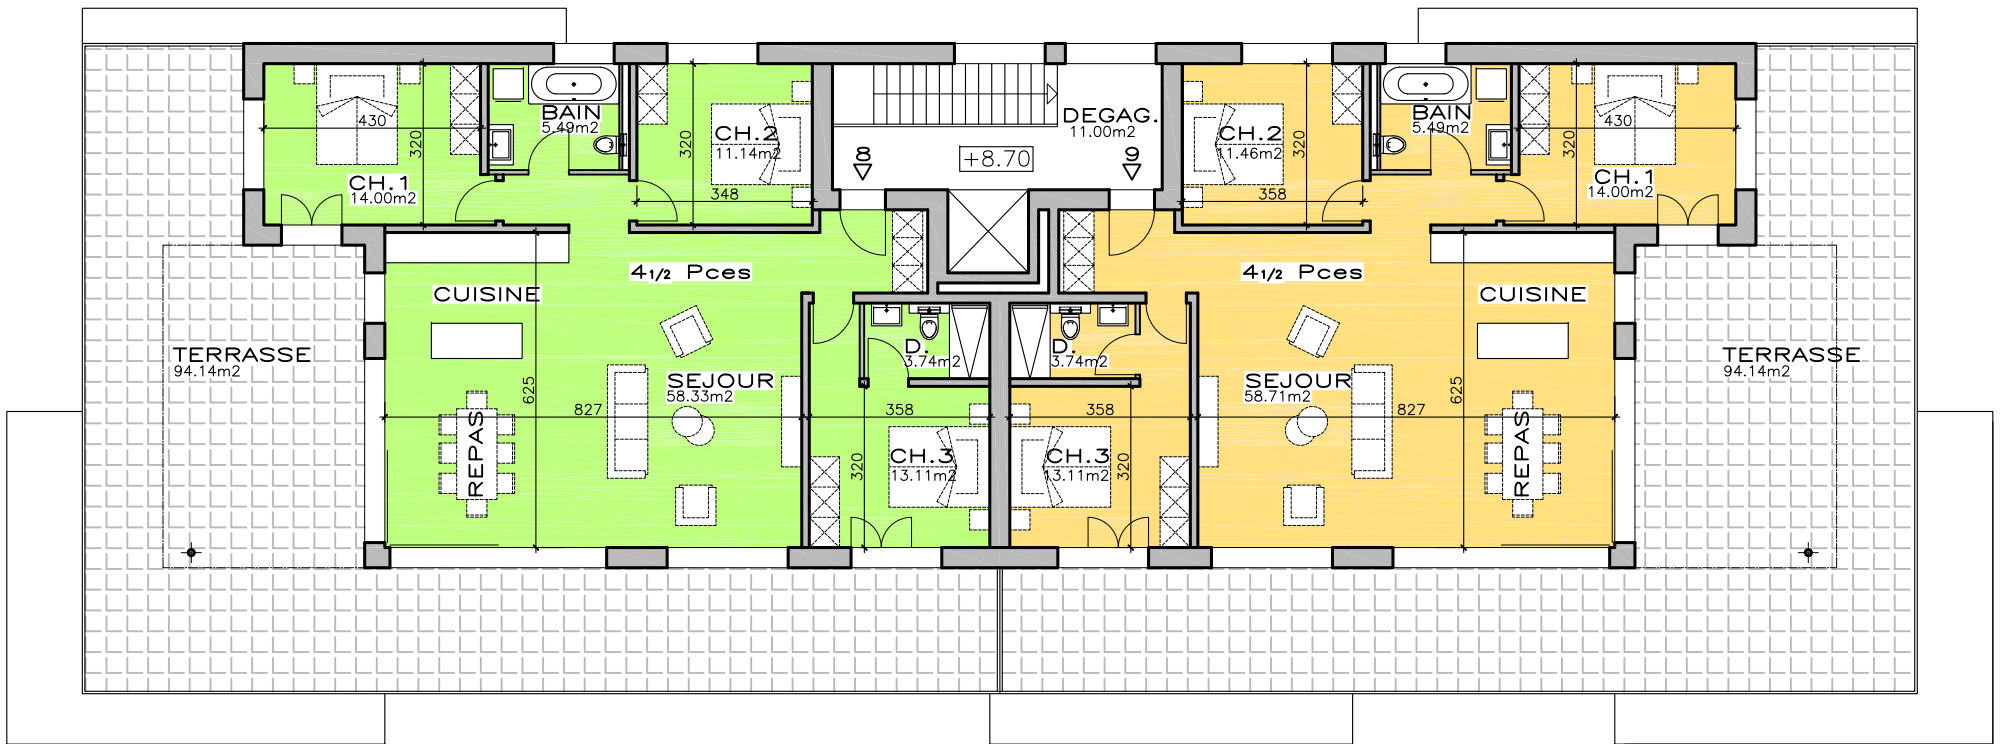 BAIN
5.49m2
430
320
CH.1
14.00m2
320
CH.2
11.14m2
348
DEGAG.
11.00m2
8
+8.70
9
CH.2
11.46m2
320
358
BAIN
5.49m2
430
320
CH.1
14.00m2
4 1/2 Pces
CUISINE
TERRASSE
94.14m2
SEJOUR
58.33m2
625
827
REPAS
D.
3.74m2
358
320
CH.3
13.11m2
D.
3.74m2
358
320
CH.3
13.11m2
4 1/2 Pces
CUISINE
SEJOUR
58.71m2
625
827
REPAS
TERRASSE
94.14m2